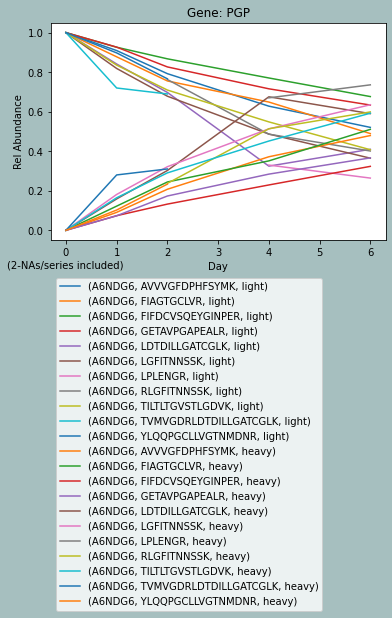 Gene: PGP
Rel Abundance
1.0
0.8
0.6
0.4
0.2
0.0
0 1 2 3 4 5 6
(2-NAs/series included)
Day
(A6NDG6, AVVVGFDPHFSYMK, light)
(A6NDG6, FIAGTGCLVR, light)
(A6NDG6, FIFDCVSQEYGINPER, light)
(A6NDG6, GETAVPGAPEALR, light)
(A6NDG6, LDTDILLGATCGLK, light)
(A6NDG6, LGFITNNSSK, light)
(A6NDG6, LPLENGR, light)
(A6NDG6, RLGFITNNSSK, light)
(A6NDG6, TILTLTGVSTLGDVK, light)
(A6NDG6, TVMVGDRLDTDILLGATCGLK, light)
(A6NDG6, YLQQPGCLLVGTNMDNR, light)
(A6NDG6, AVVVGFDPHFSYMK, heavy)
(A6NDG6, FIAGTGCLVR, heavy)
(A6NDG6, FIFDCVSQEYGINPER, heavy)
(A6NDG6, GETAVPGAPEALR, heavy)
(A6NDG6, LDTDILLGATCGLK, heavy)
(A6NDG6, LGFITNNSSK, heavy)
(A6NDG6, LPLENGR, heavy)
(A6NDG6, RLGFITNNSSK, heavy)
(A6NDG6, TILTLTGVSTLGDVK, heavy)
(A6NDG6, TVMVGDRLDTDILLGATCGLK, heavy)
(A6NDG6, YLQQPGCLLVGTNMDNR, heavy)